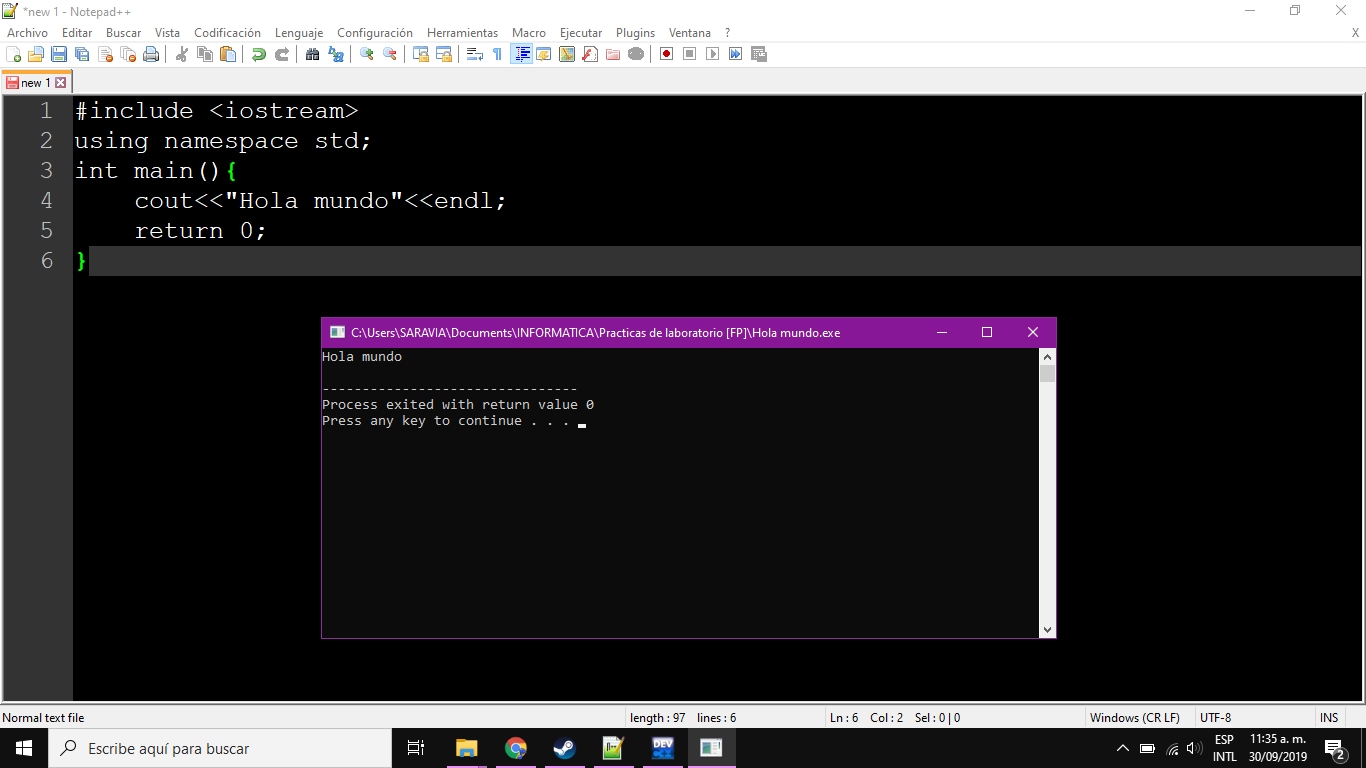 *new 1 - Notepad++
Archivo Editar Buscar Vista Codificación Lenguaje Configuración Herramientas Macro Ejecutar Plugins Ventana ? X
new 1
1 #include <iostream>
2 using namespace std;
3 int main(){
4     cout<<"Hola mundo"<<endl;
5     return 0;
6 }
C:\Users\SARAVIA\Documents\INFORMATICA\Practicas de laboratorio [FP]\Hola mundo.exe
Hola mundo
--------------------------------
Process exited with return value 0
Press any key to continue . . .
Normal text file length : 97 lines : 6 Ln : 6 Col : 2 Sel : 0 | 0 Windows (CR LF) UTF-8 INS
Escribe aquí para buscar
DEV
ESP
INTL
11:35 a. m.
30/09/2019
2